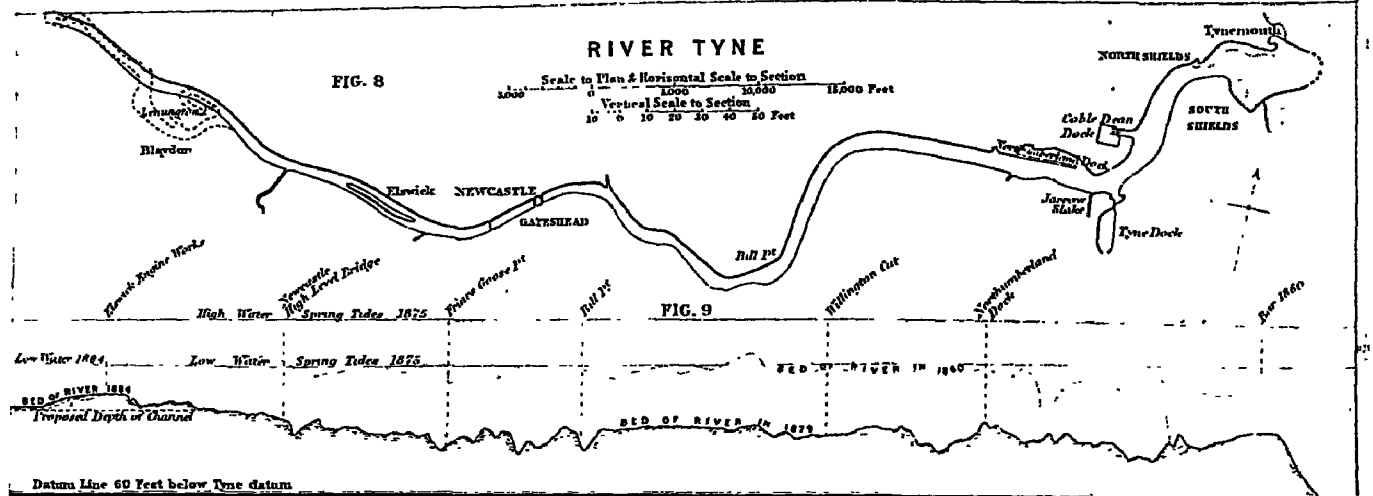 Tynemouth
RIVER TYNE
NORTH SHIELDS
FIG. 8
Scale to Plan & Horizontal Scale to Section
5,000 0 5,000 10,000 15,000 Feet
Vertical Scale to Section
10 0 10 20 30 40 50 Feet
SOUTH
SHIELDS
Coble Dean
Dock
Lemington
Blaydon
Northumberland Dock
Elswick
NEWCASTLE
GATESHEAD
Jarrow
Slake
Tyne Dock
Bill Pt
A
Elswick Engine Works
Newcastle
High Level Bridge
Friars Goose Pt
Bill Pt
FIG. 9
Willington Cut
Northumberland
Dock
Bar 1860
High Water Spring Tides 1875
Low Water 1884
Low Water Spring Tides 1875
BED OF RIVER IN 1860
BED OF RIVER 1884
Proposed Depth of Channel
BED OF RIVER IN 1879
Datum Line 60 Feet below Tyne datum